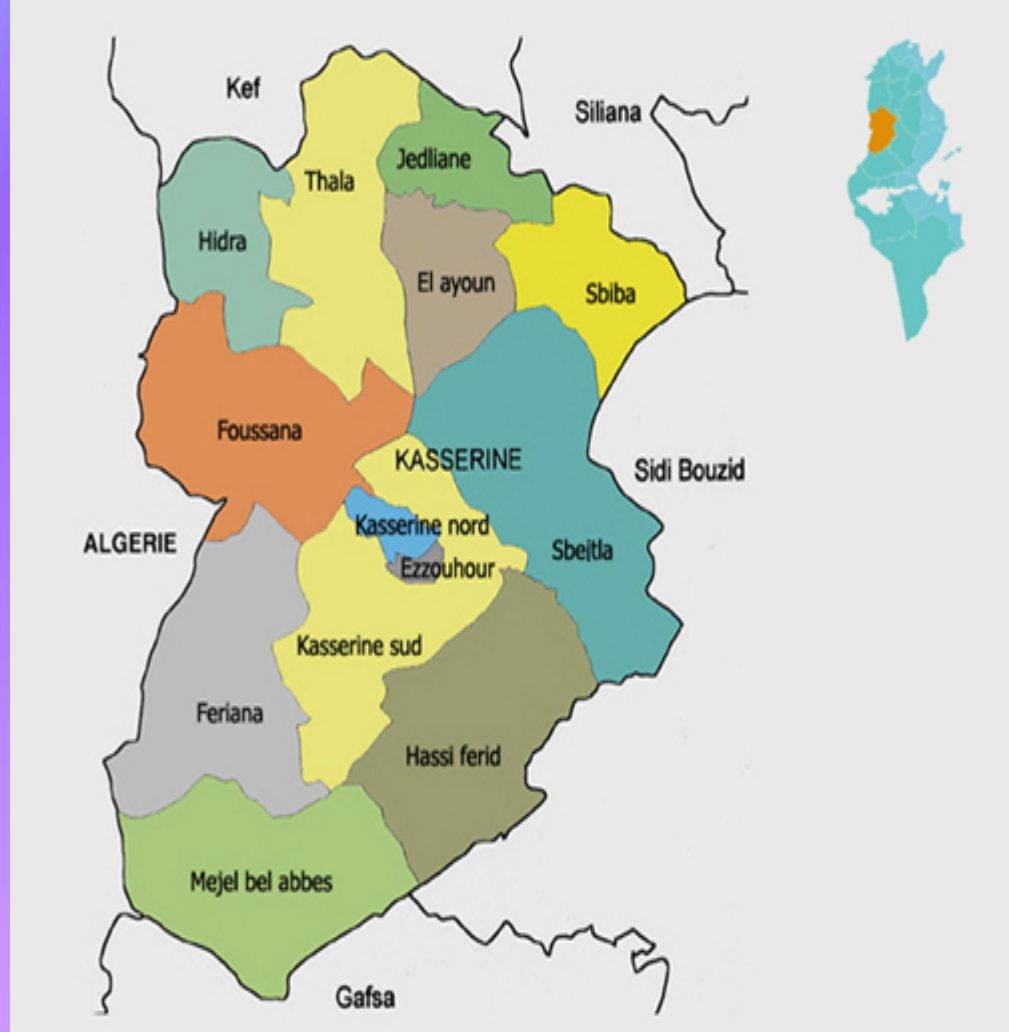 Kef
Siliana
Jedliane
Thala
Hidra
El ayoun
Sbiba
Foussana
KASSERINE
Sidi Bouzid
Kasserine nord
ALGERIE
Sbeitla
Ezzouhour
Kasserine sud
Feriana
Hassi ferid
Mejel bel abbes
Gafsa